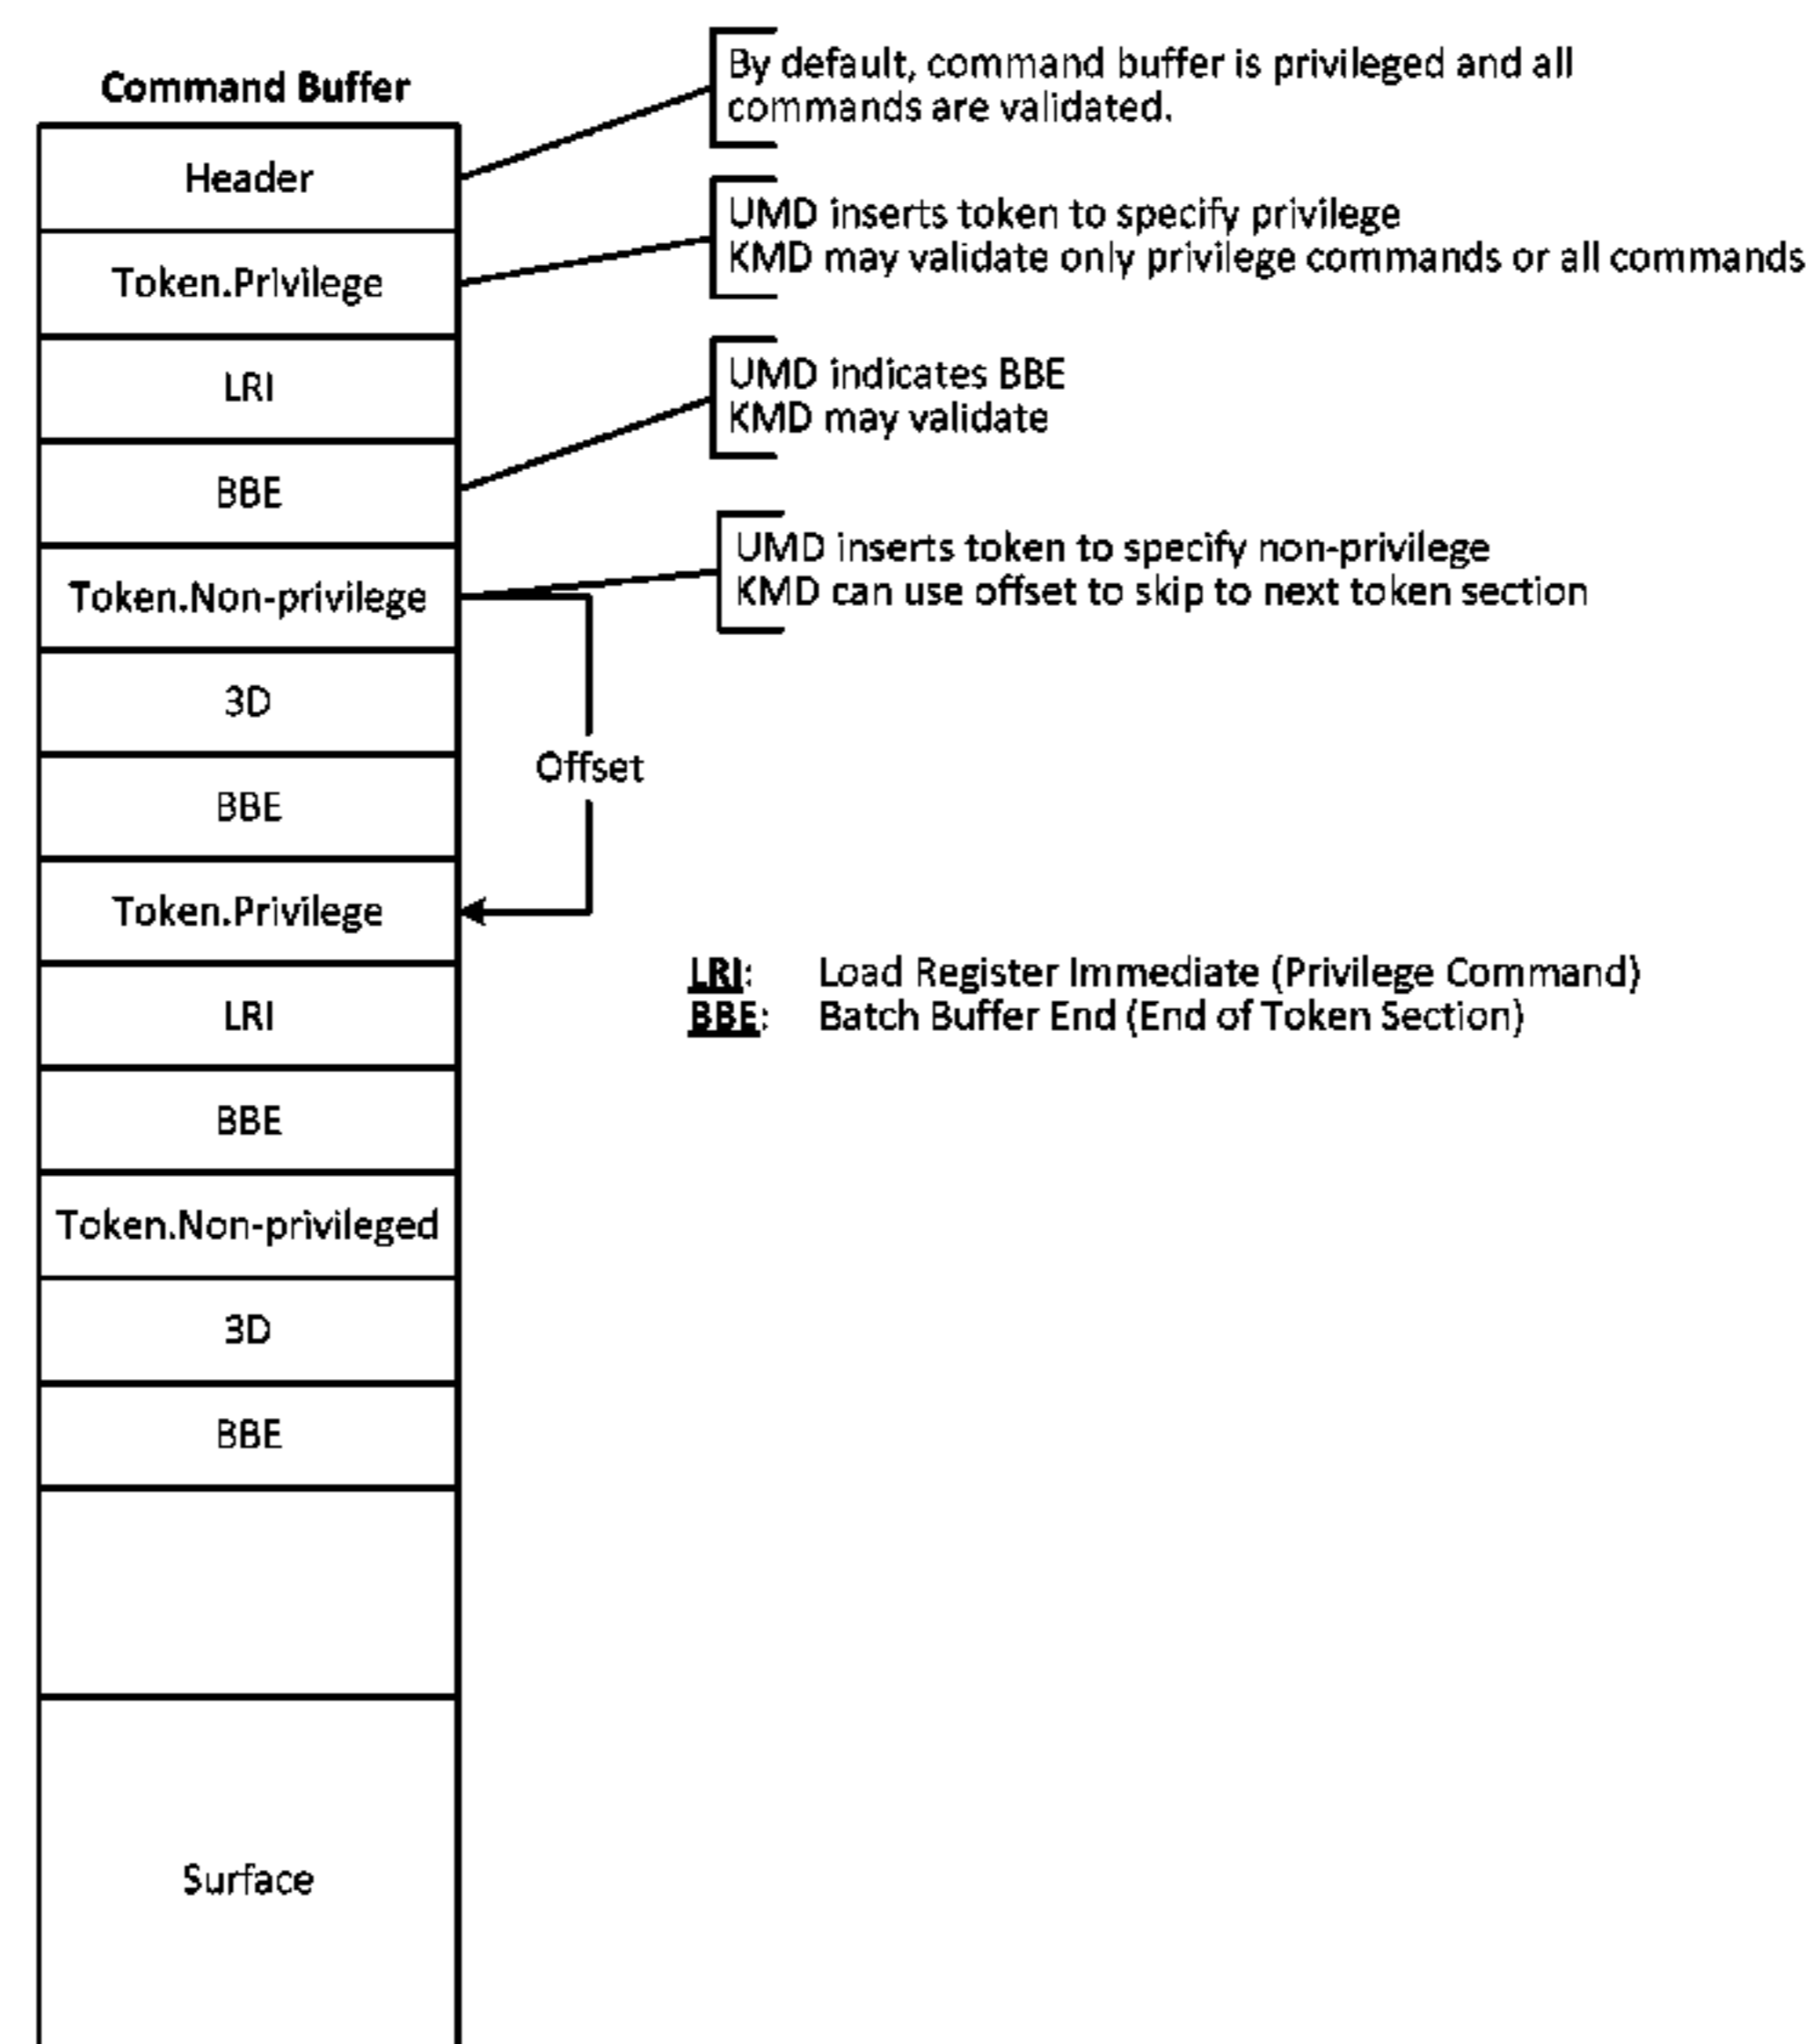 Command Buffer
Header
Token.Privilege
LRI
BBE
Token.Non-privilege
3D
BBE
Token.Privilege
LRI
BBE
Token.Non-privileged
3D
BBE
Surface
By default, command buffer is privileged and all
commands are validated.
UMD inserts token to specify privilege
KMD may validate only privilege commands or all commands
UMD indicates BBE
KMD may validate
UMD inserts token to specify non-privilege
KMD can use offset to skip to next token section
Offset
LRI: Load Register Immediate (Privilege Command)
BBE: Batch Buffer End (End of Token Section)